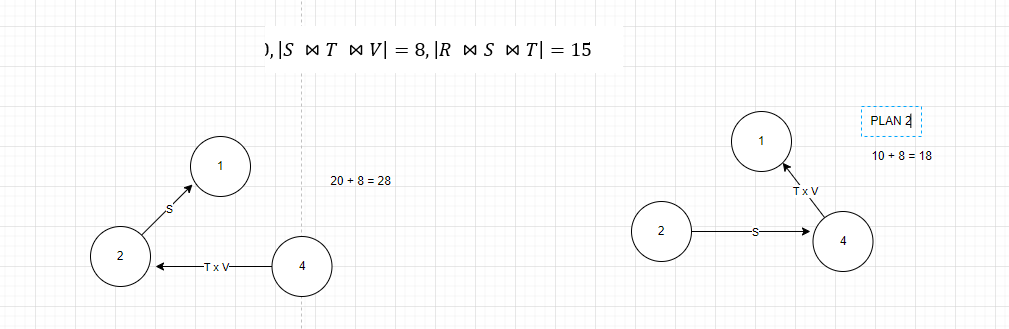 ),|S ⋈ T ⋈ V| = 8, |R ⋈ S ⋈ T| = 15
1
S
2
T x V
4
20 + 8 = 28
PLAN 2
10 + 8 = 18
1
T x V
2
S
4